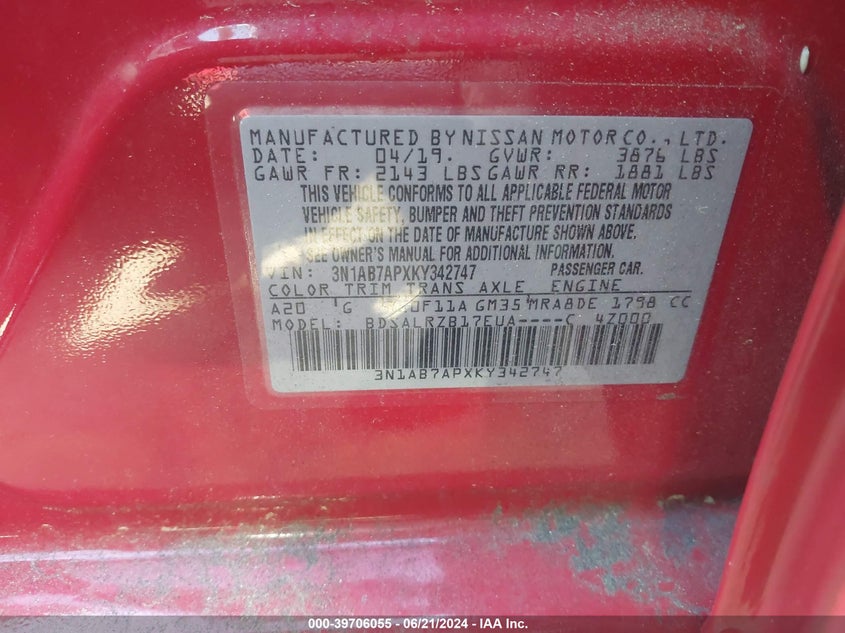 MANUFACTURED BY NISSAN MOTOR CO., LTD.
DATE: 04/19. GVWR: 3876 LBS
GAWR FR: 2143 LBS GAWR RR: 1881 LBS
THIS VEHICLE CONFORMS TO ALL APPLICABLE FEDERAL MOTOR
VEHICLE SAFETY, BUMPER AND THEFT PREVENTION STANDARDS
IN EFFECT ON THE DATE OF MANUFACTURE SHOWN ABOVE.
SEE OWNER'S MANUAL FOR ADDITIONAL INFORMATION.
VIN: 3N1AB7APXKY342747 PASSENGER CAR.
COLOR TRIM TRANS AXLE ENGINE
A20 G GM35 MRA8DE 1798 CC
MODEL: BDSALRZB17EUA----C 4Z000
3N1AB7APXKY342747
000-39706055 - 06/21/2024 - IAA Inc.